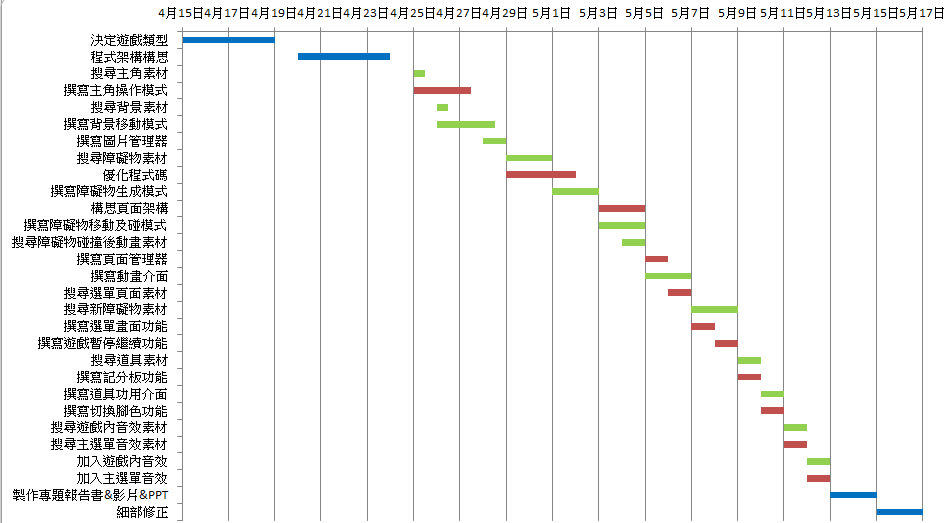 4月15日4月17日4月19日4月21日4月23日4月25日4月27日4月29日 5月1日 5月3日 5月5日5月7日5月9日5月11日5月13日5月15日5月17日
決定遊戲類型
程式架構構思
搜尋主角素材
撰寫主角操作模式
搜尋背景素材
撰寫背景移動模式
撰寫圖片管理器
搜尋障礙物素材
優化程式碼
撰寫障礙物生成模式
構思頁面架構
撰寫障礙物移動及碰模式
搜尋障礙物碰撞後動畫素材
撰寫頁面管理器
撰寫動畫介面
搜尋選單頁面素材
搜尋新障礙物素材
撰寫選單畫面功能
撰寫遊戲暫停繼續功能
搜尋道具素材
撰寫記分板功能
撰寫道具功用介面
撰寫切換腳色功能
搜尋遊戲內音效素材
搜尋主選單音效素材
加入遊戲內音效
加入主選單音效
製作專題報告書&影片&PPT
細部修正